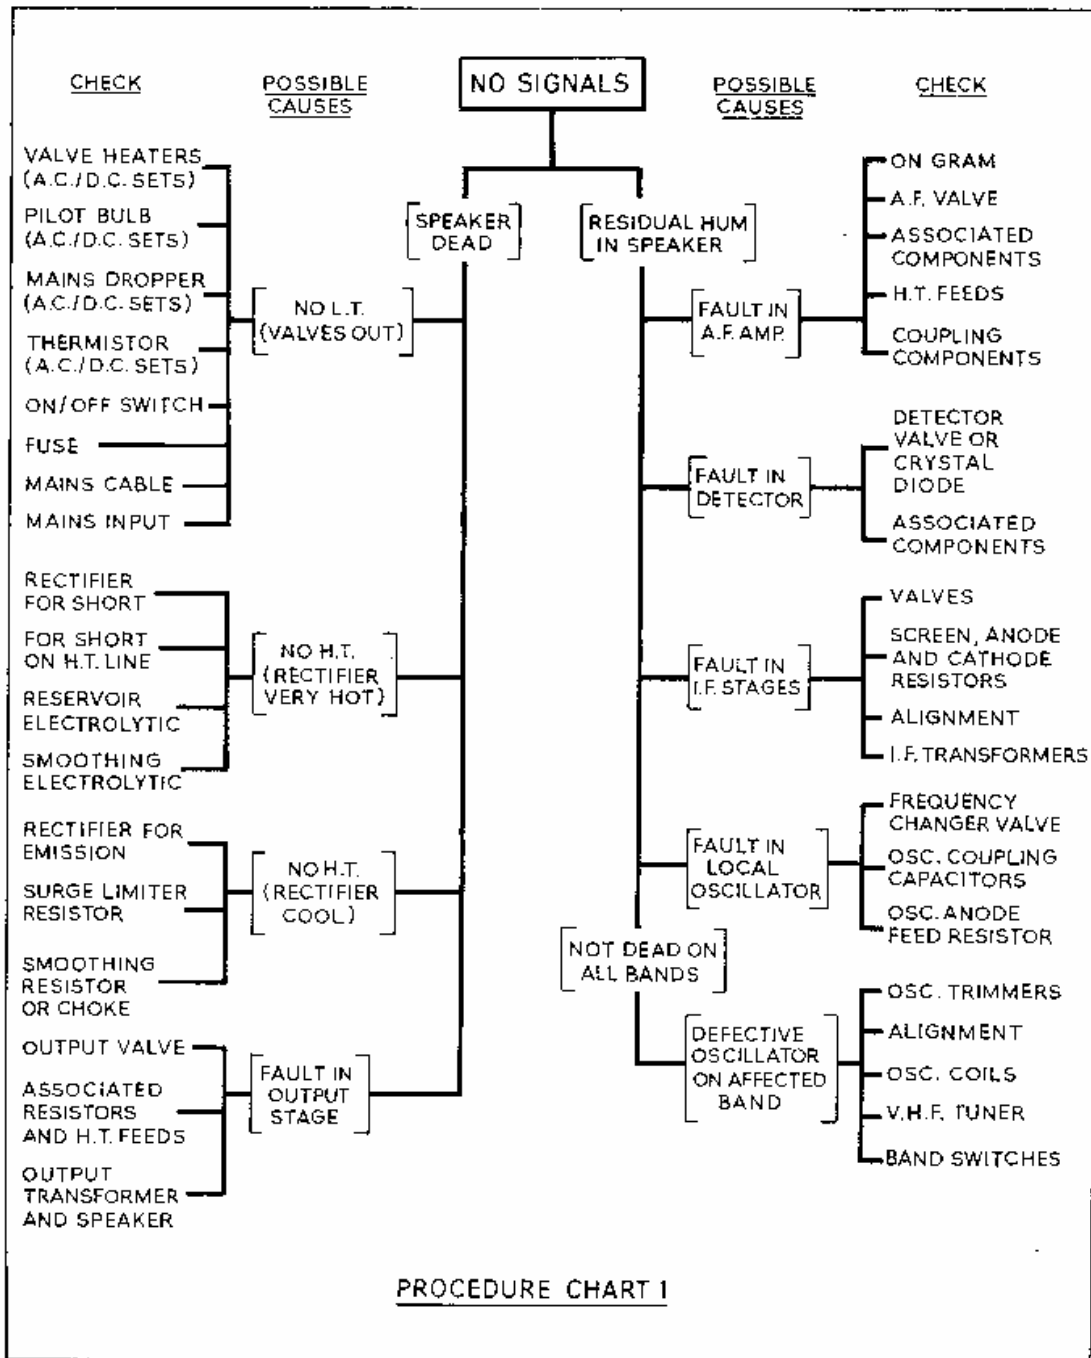 NO SIGNALS
CHECK
POSSIBLE
CAUSES
VALVE HEATERS
(A.C./D.C. SETS)
PILOT BULB
(A.C./D.C. SETS)
MAINS DROPPER
(A.C./D.C. SETS)
THERMISTOR
(A.C./D.C. SETS)
ON/OFF SWITCH
FUSE
MAINS CABLE
MAINS INPUT
NO L.T.
(VALVES OUT)
SPEAKER
DEAD
RECTIFIER
FOR SHORT
FOR SHORT
ON H.T. LINE
RESERVOIR
ELECTROLYTIC
SMOOTHING
ELECTROLYTIC
NO H.T.
(RECTIFIER
VERY HOT)
RECTIFIER FOR
EMISSION
SURGE LIMITER
RESISTOR
SMOOTHING
RESISTOR
OR CHOKE
NO H.T.
(RECTIFIER
COOL)
OUTPUT VALVE
ASSOCIATED
RESISTORS
AND H.T. FEEDS
OUTPUT
TRANSFORMER
AND SPEAKER
FAULT IN
OUTPUT
STAGE
POSSIBLE
CAUSES
CHECK
RESIDUAL HUM
IN SPEAKER
FAULT IN
A.F. AMP.
ON GRAM
A.F. VALVE
ASSOCIATED
COMPONENTS
H.T. FEEDS
COUPLING
COMPONENTS
FAULT IN
DETECTOR
DETECTOR
VALVE OR
CRYSTAL
DIODE
ASSOCIATED
COMPONENTS
FAULT IN
I.F. STAGES
VALVES
SCREEN, ANODE
AND CATHODE
RESISTORS
ALIGNMENT
I.F. TRANSFORMERS
FAULT IN
LOCAL
OSCILLATOR
FREQUENCY
CHANGER VALVE
OSC. COUPLING
CAPACITORS
OSC. ANODE
FEED RESISTOR
NOT DEAD ON
ALL BANDS
DEFECTIVE
OSCILLATOR
ON AFFECTED
BAND
OSC. TRIMMERS
ALIGNMENT
OSC. COILS
V.H.F. TUNER
BAND SWITCHES
PROCEDURE CHART 1